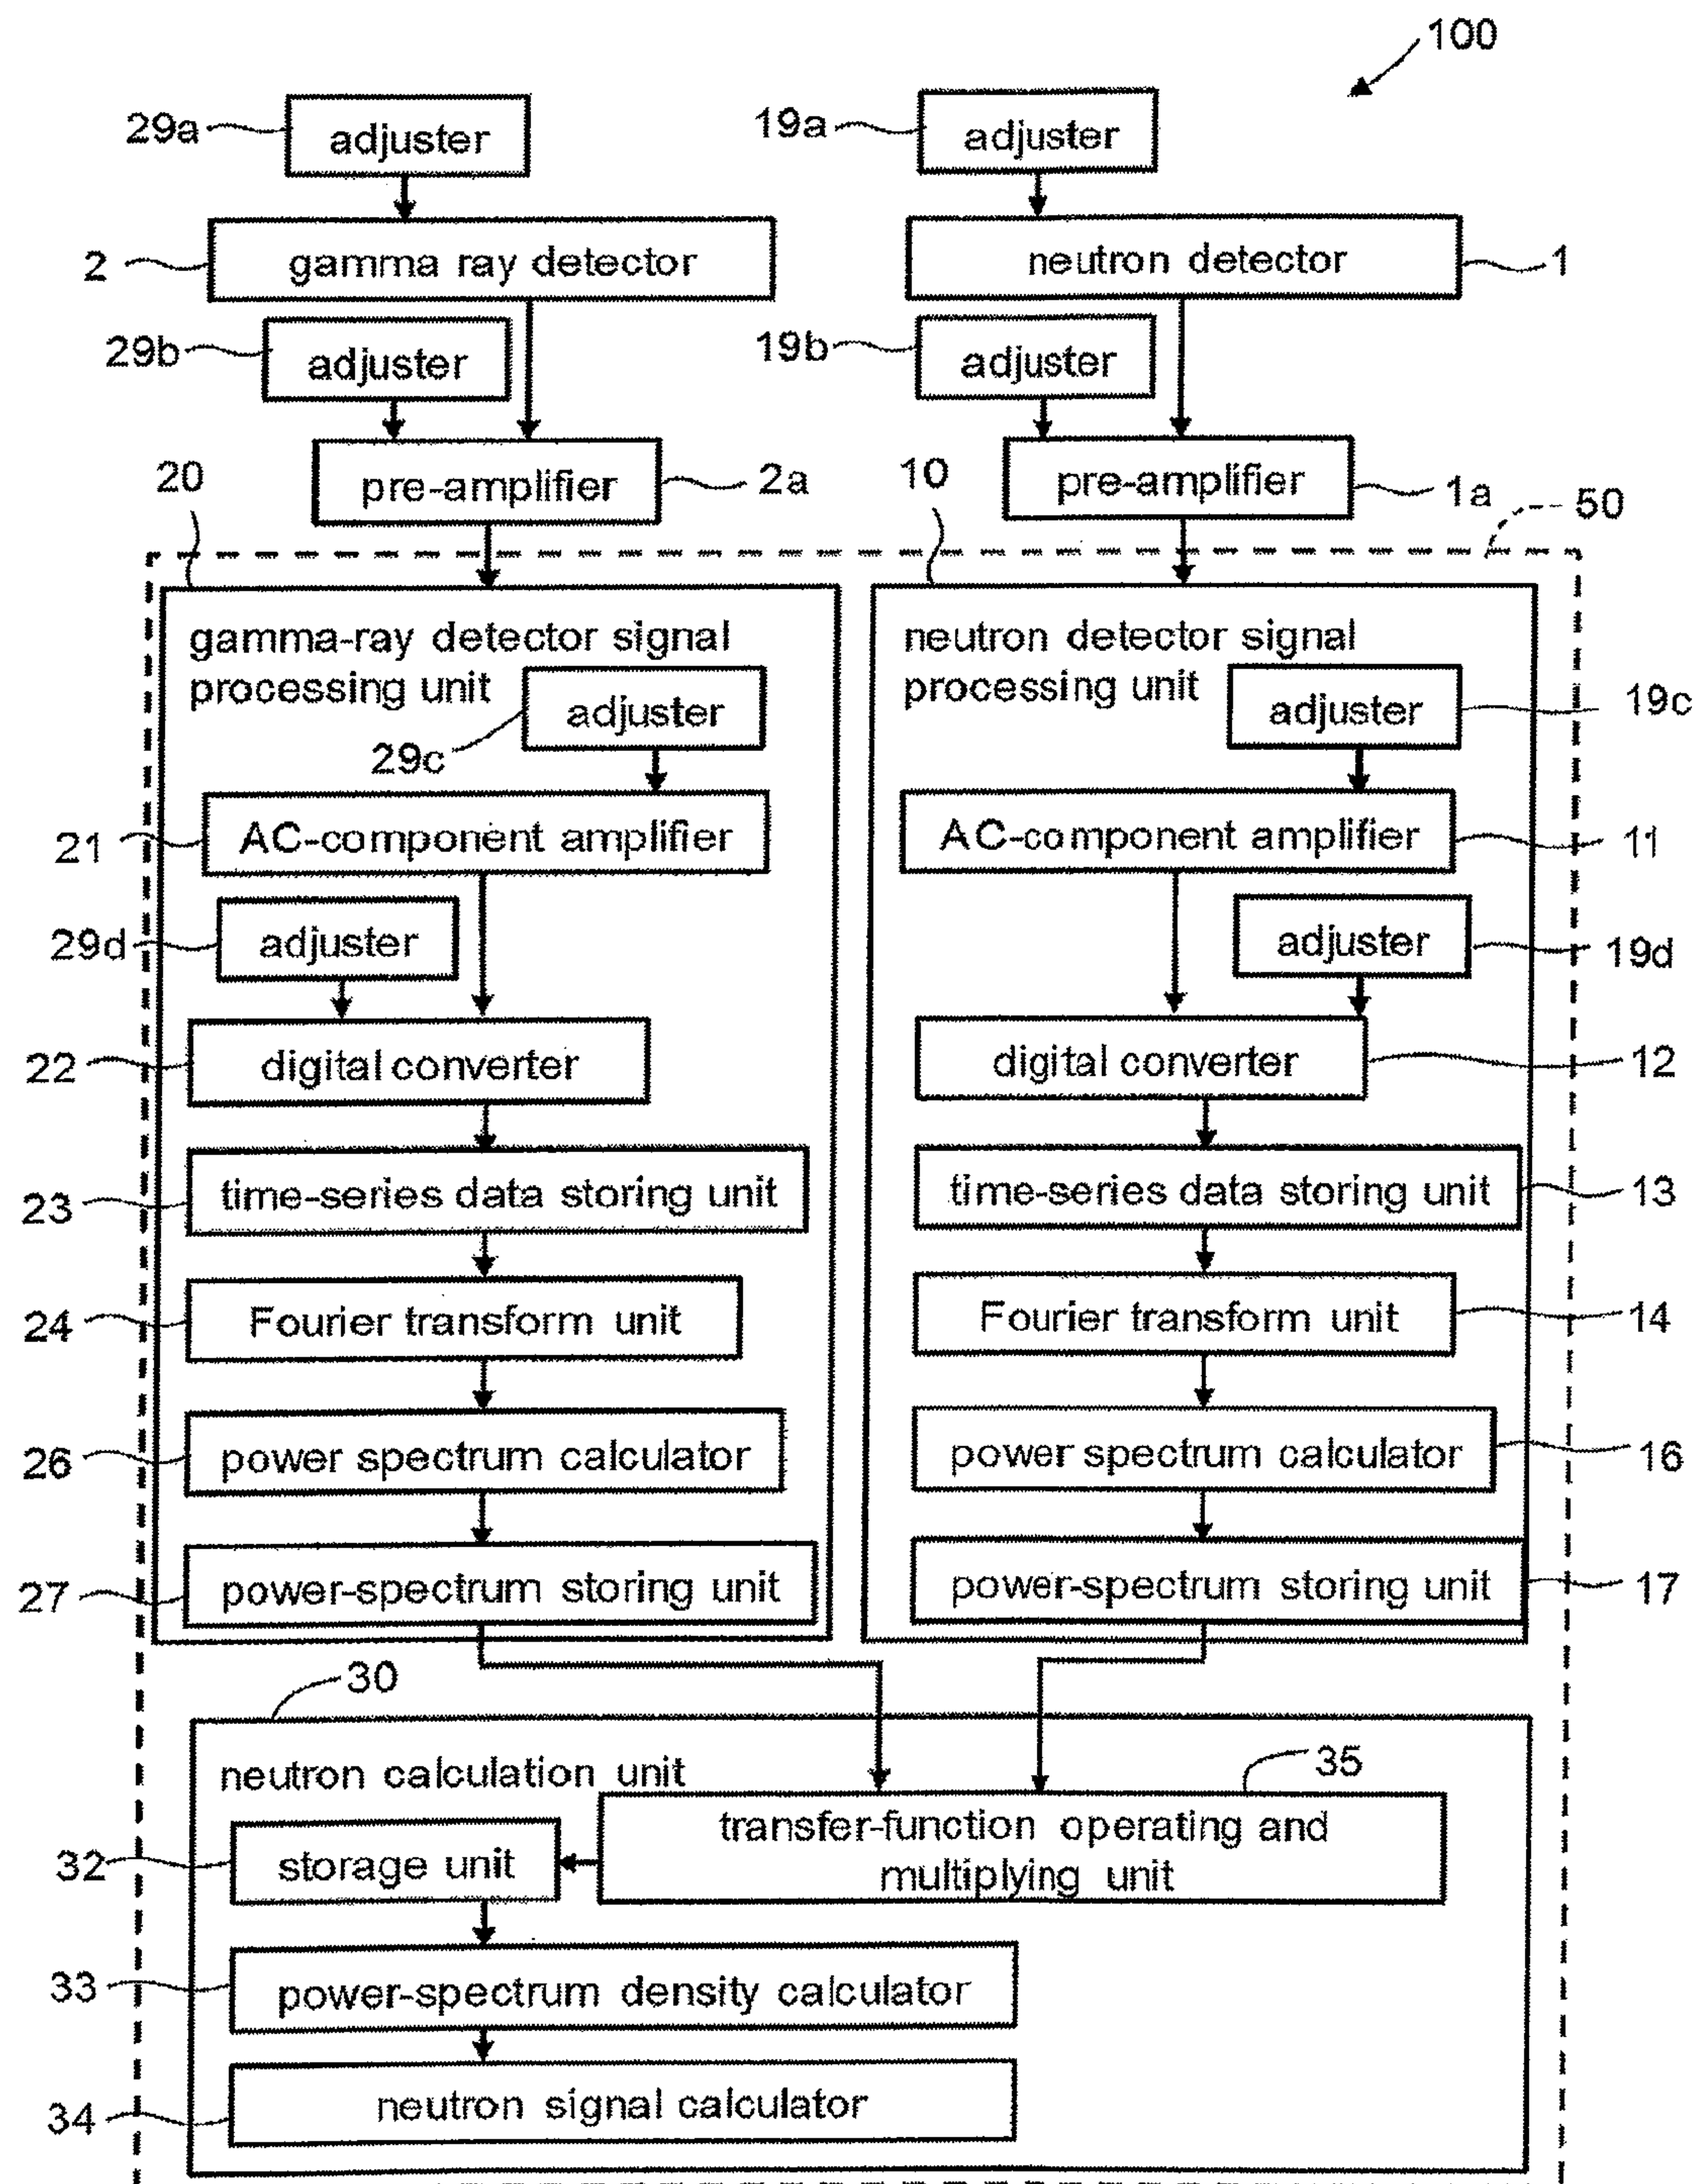 100
29a
adjuster
19a
adjuster
2
gamma ray detector
neutron detector
1
29b
adjuster
19b
adjuster
20
pre-amplifier
2a
10
pre-amplifier
1a
50
gamma-ray detector signal
processing unit
adjuster
29c
21
AC-component amplifier
29d
adjuster
22
digital converter
23
time-series data storing unit
24
Fourier transform unit
26
power spectrum calculator
27
power-spectrum storing unit
neutron detector signal
processing unit
adjuster
19c
AC-component amplifier
11
adjuster
19d
digital converter
12
time-series data storing unit
13
Fourier transform unit
14
power spectrum calculator
16
power-spectrum storing unit
17
30
neutron calculation unit
35
transfer-function operating and
multiplying unit
32
storage unit
33
power-spectrum density calculator
34
neutron signal calculator